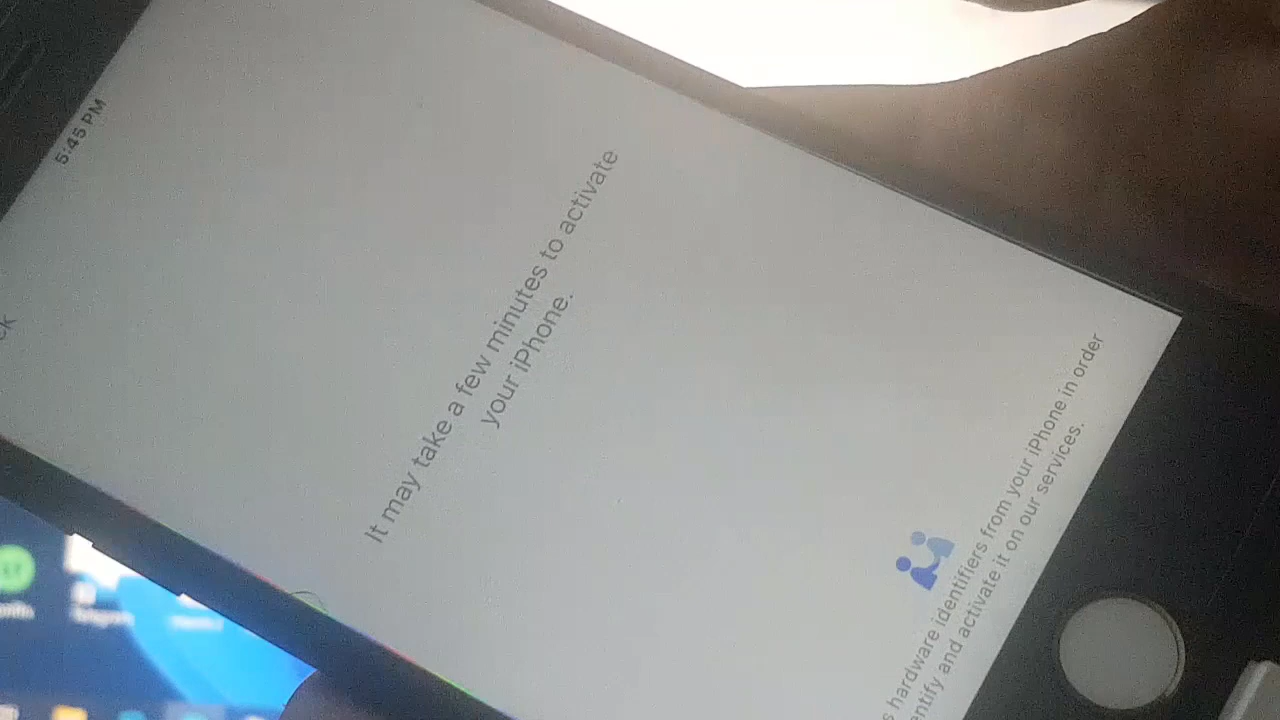 5:45 PM
ck
It may take a few minutes to activate
your iPhone.
s hardware identifiers from your iPhone in order
entify and activate it on our services.